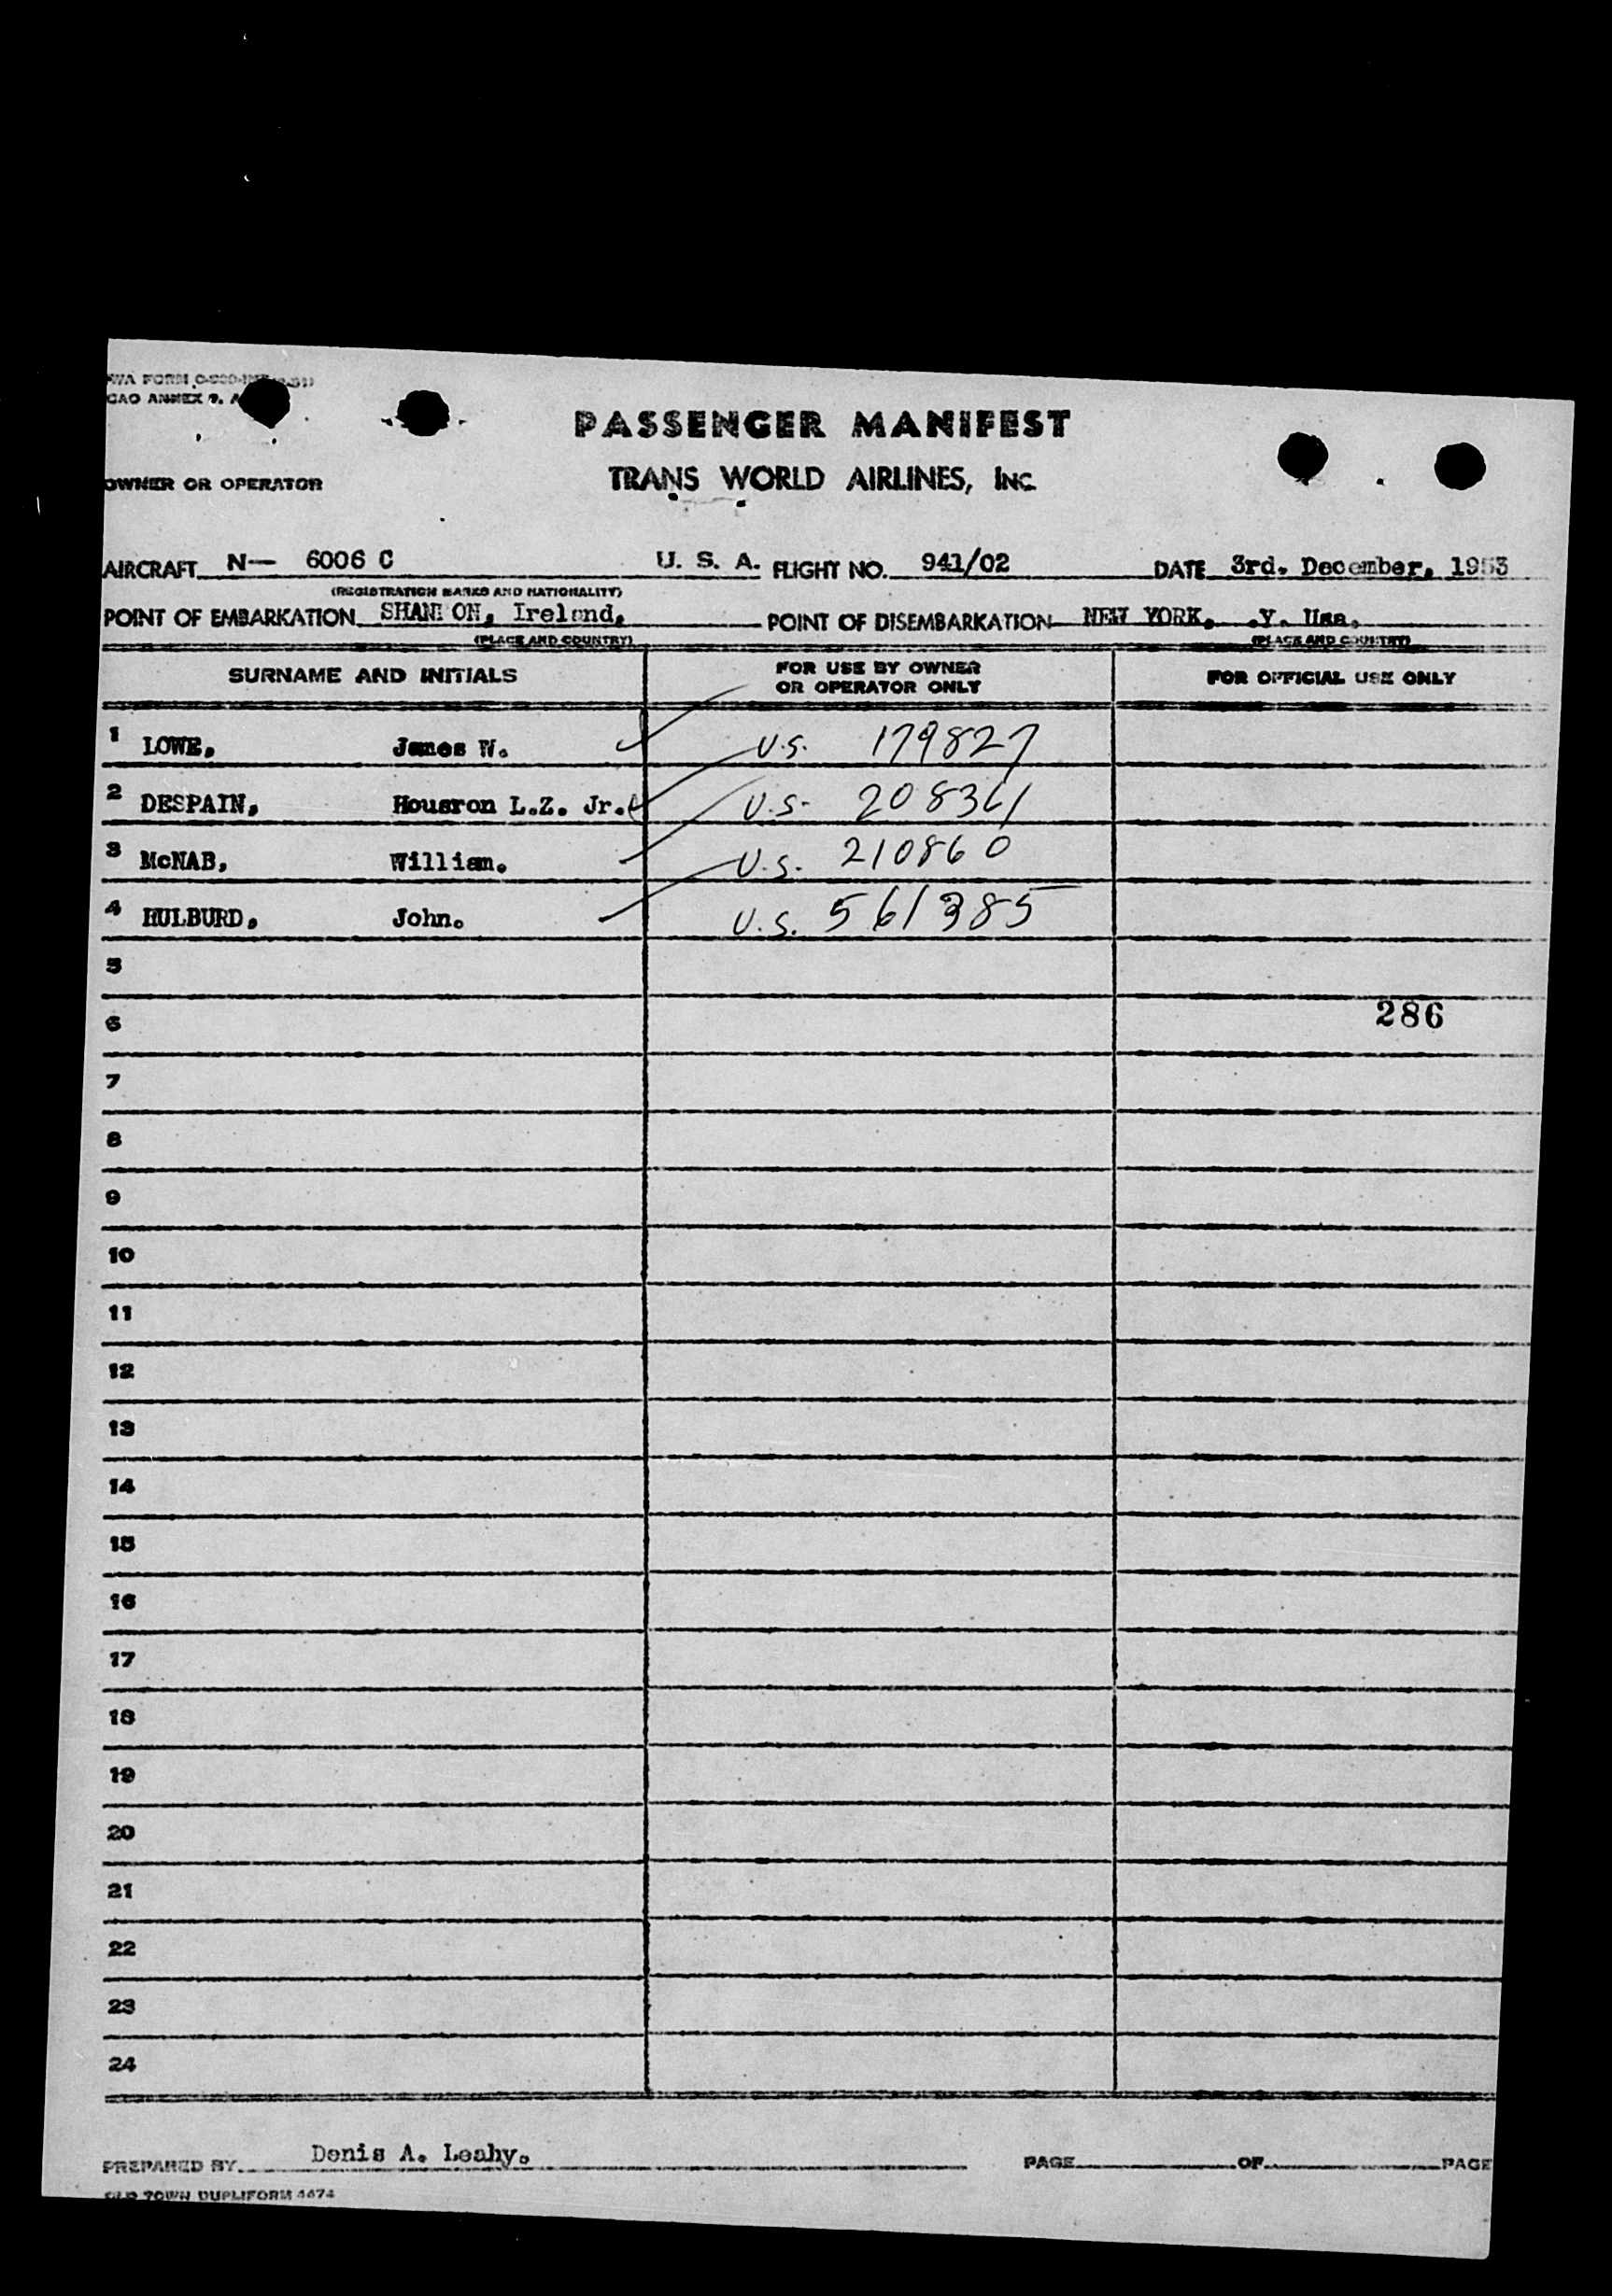 CAO ANNEX 9, A
PASSENGER MANIFEST
OWNER OR OPERATOR TRANS WORLD AIRLINES, INC.
AIRCRAFT N— 6006 C U. S. A. FLIGHT NO. 941/02 DATE 3rd. December, 1953
(REGISTRATION MARKS AND NATIONALITY)
POINT OF EMBARKATION SHAN ON, Ireland, POINT OF DISEMBARKATION NEW YORK, .Y. Usa.
(PLACE AND COUNTRY) (PLACE AND COUNTRY)
SURNAME AND INITIALS FOR USE BY OWNER OR OPERATOR ONLY FOR OFFICIAL USE ONLY
1 LOWE, James W. U.S. 179827
2 DESPAIN, Housron L.Z. Jr. U.S. 208361
3 McNAB, William. U.S. 210860
4 HULBURD, John. U.S. 561385
5
6 286
7
8
9
10
11
12
13
14
15
16
17
18
19
20
21
22
23
24
PREPARED BY Denis A. Leahy. PAGE OF PAGE
OLD TOWN DUPLIFORM 4674